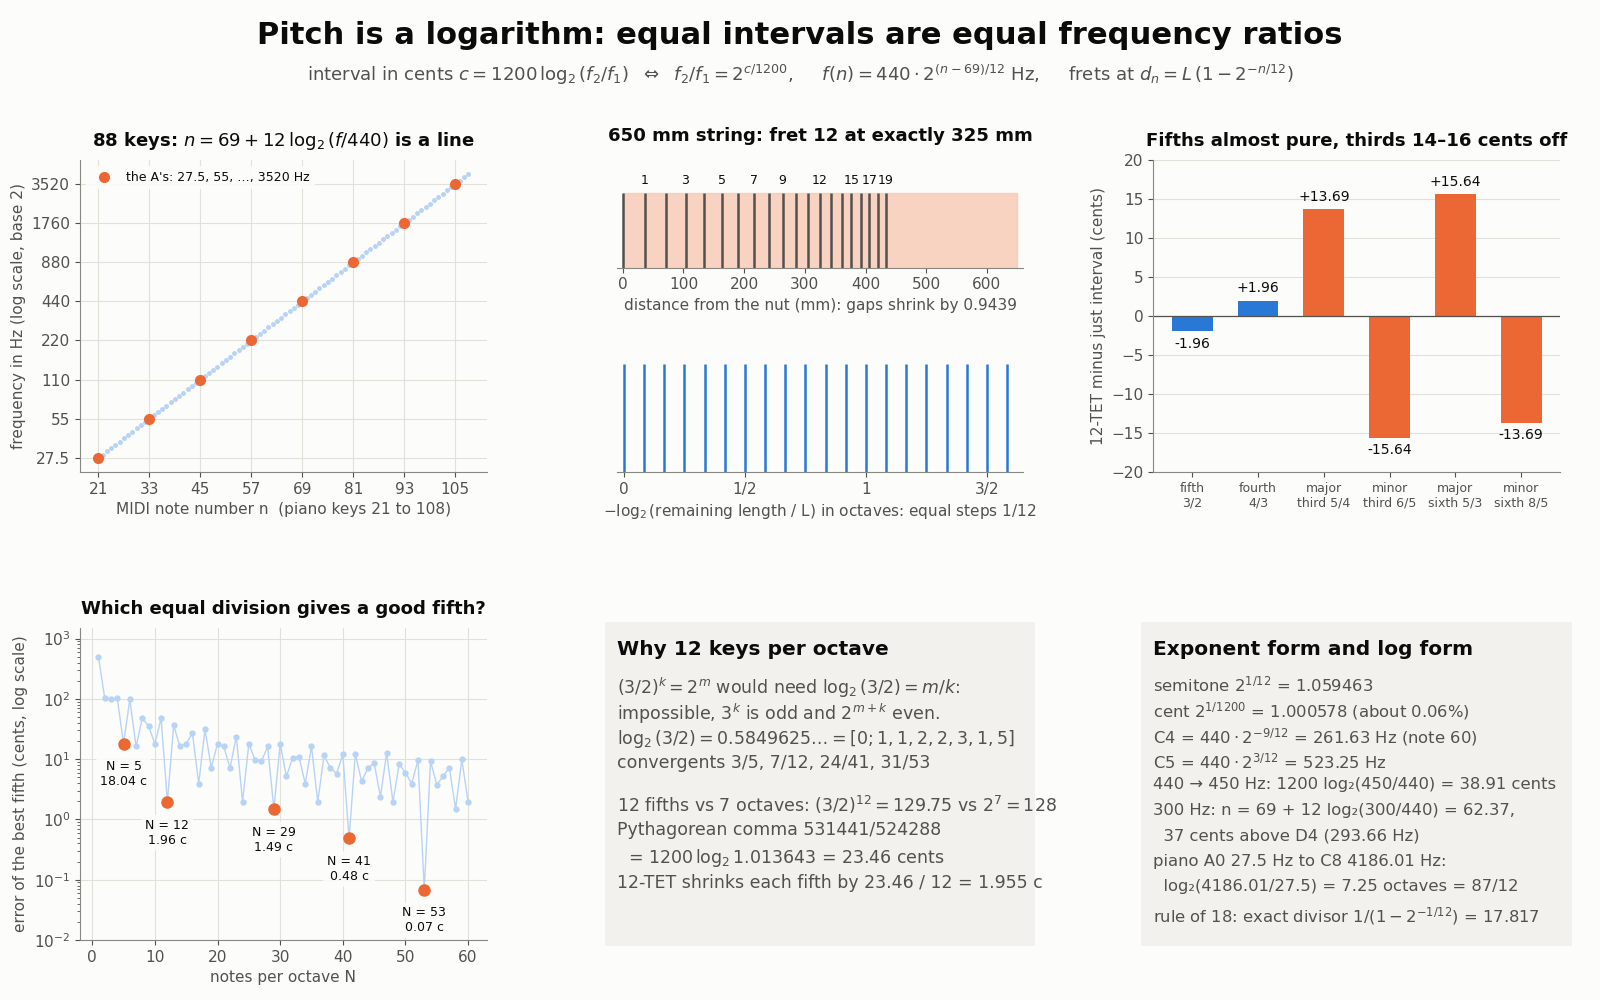 Pitch is a logarithm: equal intervals are equal frequency ratios
interval in cents c = 1200 log₂ (f₂/f₁) ⇔ f₂/f₁ = 2^{c/1200}, f(n) = 440 · 2^{(n−69)/12} Hz, frets at dₙ = L (1 − 2^{−n/12})
88 keys: n = 69 + 12 log₂ (f/440) is a line
the A's: 27.5, 55, ..., 3520 Hz
frequency in Hz (log scale, base 2)
3520
1760
880
440
220
110
55
27.5
21 33 45 57 69 81 93 105
MIDI note number n (piano keys 21 to 108)
650 mm string: fret 12 at exactly 325 mm
1 3 5 7 9 12 15 17 19
0 100 200 300 400 500 600
distance from the nut (mm): gaps shrink by 0.9439
0 1/2 1 3/2
−log₂ (remaining length / L) in octaves: equal steps 1/12
Fifths almost pure, thirds 14–16 cents off
12-TET minus just interval (cents)
20
15
10
5
0
−5
−10
−15
−20
-1.96
+1.96
+13.69
-15.64
+15.64
-13.69
fifth
3/2
fourth
4/3
major
third 5/4
minor
third 6/5
major
sixth 5/3
minor
sixth 8/5
Which equal division gives a good fifth?
error of the best fifth (cents, log scale)
10³
10²
10¹
10⁰
10⁻¹
10⁻²
N = 5
18.04 c
N = 12
1.96 c
N = 29
1.49 c
N = 41
0.48 c
N = 53
0.07 c
0 10 20 30 40 50 60
notes per octave N
Why 12 keys per octave
(3/2)^k = 2^m would need log₂ (3/2) = m/k:
impossible, 3^k is odd and 2^{m+k} even.
log₂ (3/2) = 0.5849625... = [0; 1, 1, 2, 2, 3, 1, 5]
convergents 3/5, 7/12, 24/41, 31/53
12 fifths vs 7 octaves: (3/2)¹² = 129.75 vs 2⁷ = 128
Pythagorean comma 531441/524288
= 1200 log₂ 1.013643 = 23.46 cents
12-TET shrinks each fifth by 23.46 / 12 = 1.955 c
Exponent form and log form
semitone 2^{1/12} = 1.059463
cent 2^{1/1200} = 1.000578 (about 0.06%)
C4 = 440 · 2^{−9/12} = 261.63 Hz (note 60)
C5 = 440 · 2^{3/12} = 523.25 Hz
440 → 450 Hz: 1200 log₂(450/440) = 38.91 cents
300 Hz: n = 69 + 12 log₂(300/440) = 62.37,
37 cents above D4 (293.66 Hz)
piano A0 27.5 Hz to C8 4186.01 Hz:
log₂(4186.01/27.5) = 7.25 octaves = 87/12
rule of 18: exact divisor 1/(1 − 2^{−1/12}) = 17.817